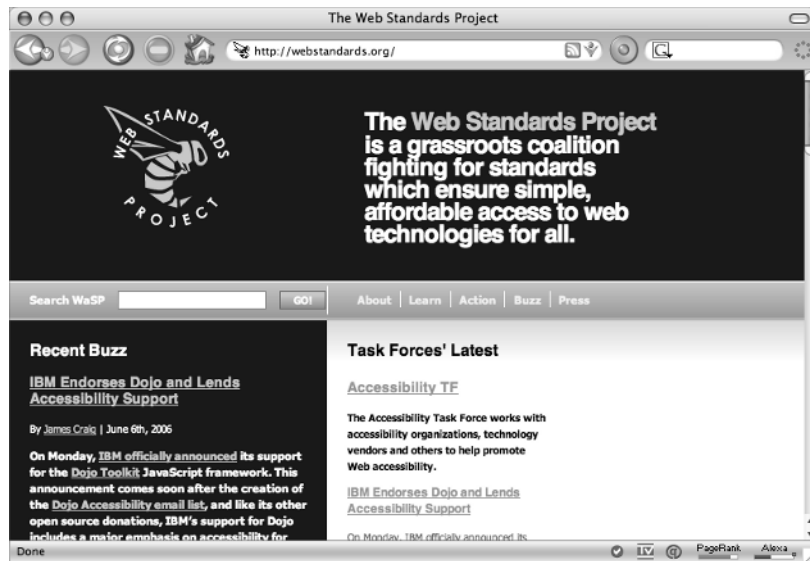 The Web Standards Project
http://webstandards.org/
G
WEB STANDARDS
PROJECT
The Web Standards Project
is a grassroots coalition
fighting for standards
which ensure simple,
affordable access to web
technologies for all.
Search WaSP
GO!
About
Learn
Action
Buzz
Press
Recent Buzz
IBM Endorses Dojo and Lends
Accessibility Support
By James Craig | June 6th, 2006
On Monday, IBM officially announced its support
for the Dojo Toolkit JavaScript framework. This
announcement comes soon after the creation of
the Dojo Accessibility email list, and like its other
open source donations, IBM's support for Dojo
includes a major emphasis on accessibility for
Task Forces' Latest
Accessibility TF
The Accessibility Task Force works with
accessibility organizations, technology
vendors and others to help promote
Web accessibility.
IBM Endorses Dojo and Lends
Accessibility Support
On Monday, IBM officially announced its
Done
PageRank
Alexa